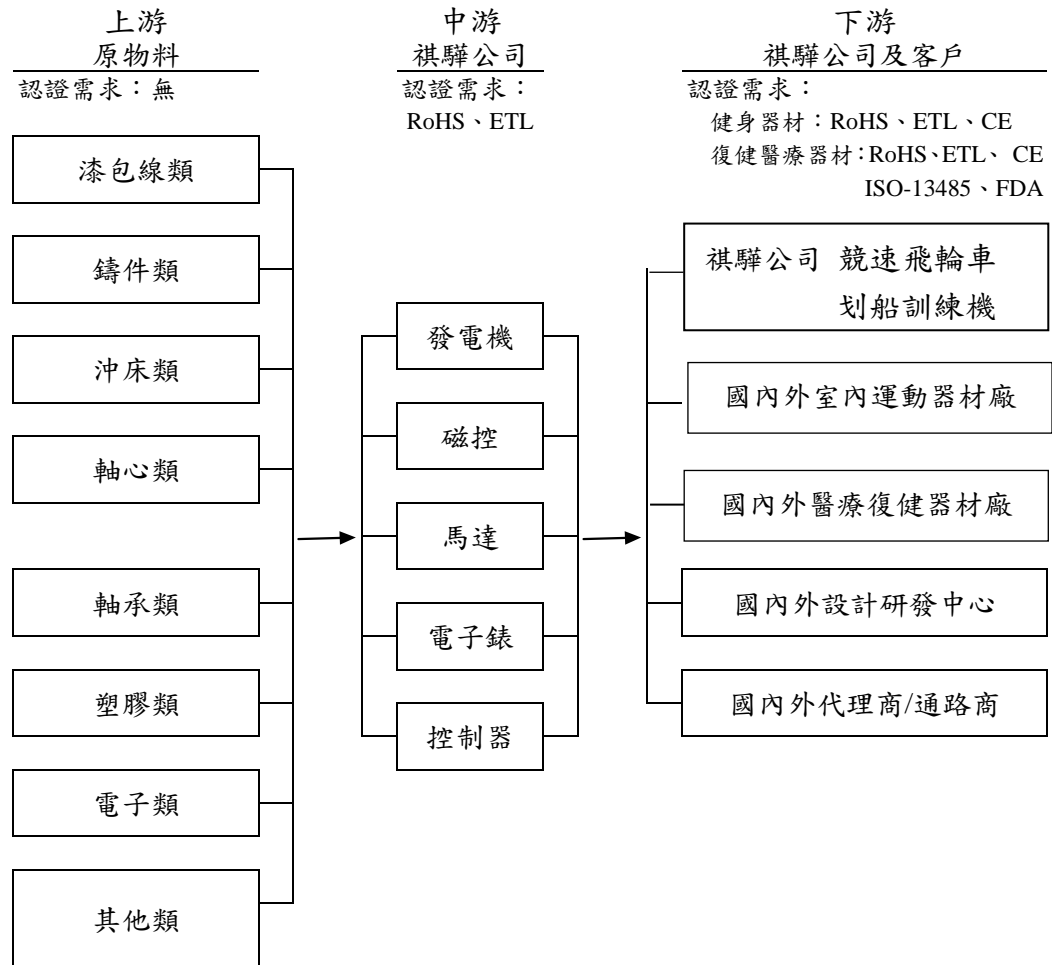 上游
原物料
認證需求：無
漆包線類
鑄件類
沖床類
軸心類
軸承類
塑膠類
電子類
其他類
中游
祺驊公司
認證需求：
RoHS、ETL
發電機
磁控
馬達
電子錶
控制器
下游
祺驊公司及客戶
認證需求：
健身器材：RoHS、ETL、CE
復健醫療器材：RoHS、ETL、 CE
ISO-13485、FDA
祺驊公司 競速飛輪車
划船訓練機
國內外室內運動器材廠
國內外醫療復健器材廠
國內外設計研發中心
國內外代理商/通路商